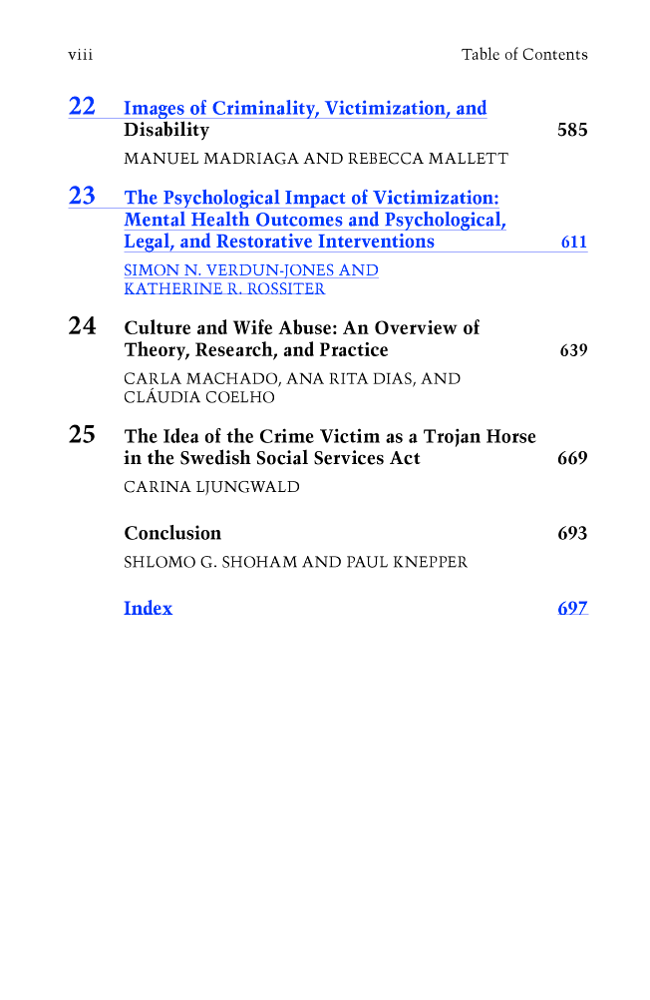 viii Table of Contents
22 Images of Criminality, Victimization, and
Disability 585
MANUEL MADRIAGA AND REBECCA MALLETT
23 The Psychological Impact of Victimization:
Mental Health Outcomes and Psychological,
Legal, and Restorative Interventions 611
SIMON N. VERDUN-JONES AND
KATHERINE R. ROSSITER
24 Culture and Wife Abuse: An Overview of
Theory, Research, and Practice 639
CARLA MACHADO, ANA RITA DIAS, AND
CLÁUDIA COELHO
25 The Idea of the Crime Victim as a Trojan Horse
in the Swedish Social Services Act 669
CARINA LJUNGWALD
Conclusion 693
SHLOMO G. SHOHAM AND PAUL KNEPPER
Index 697